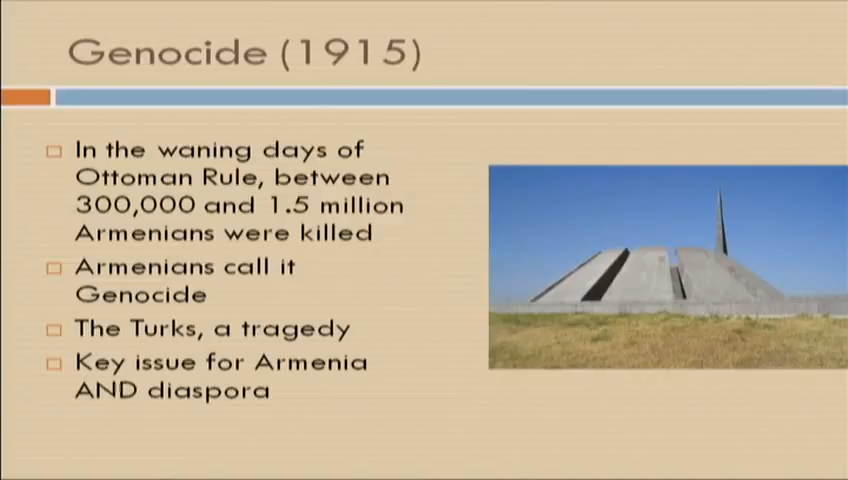 Genocide (1915)
In the waning days of
Ottoman Rule, between
300,000 and 1.5 million
Armenians were killed
Armenians call it
Genocide
The Turks, a tragedy
Key issue for Armenia
AND diaspora